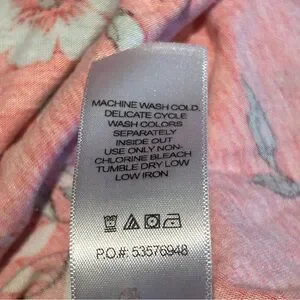 MACHINE WASH COLD,
DELICATE CYCLE
WASH COLORS
SEPARATELY
INSIDE OUT
USE ONLY NON-
CHLORINE BLEACH
TUMBLE DRY LOW
LOW IRON
P.O.#: 53576948